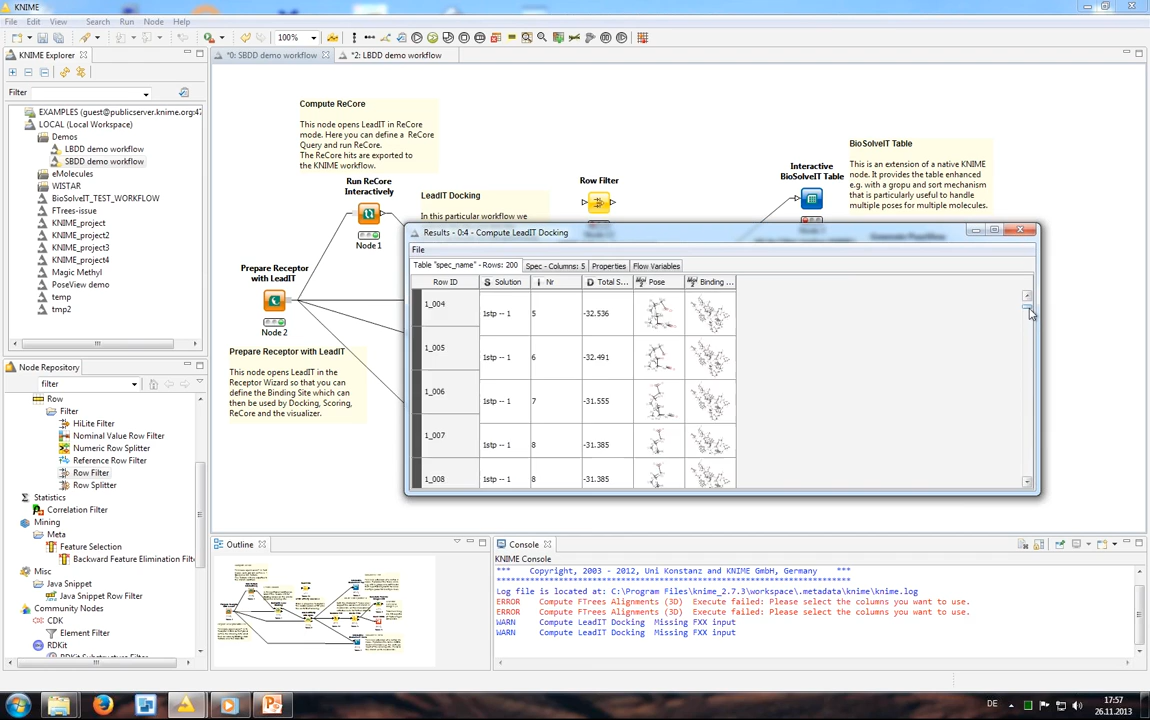 KNIME
File Edit View Search Run Node Help
100%
KNIME Explorer
*0: SBDD demo workflow
*2: LBDD demo workflow
Filter
EXAMPLES (guest@publicserver.knime.org:47
LOCAL (Local Workspace)
Demos
LBDD demo workflow
SBDD demo workflow
eMolecules
WISTAR
BioSolveIT_TEST_WORKFLOW
FTrees-issue
KNIME_project
KNIME_project2
KNIME_project3
KNIME_project4
Magic Methyl
PoseView demo
temp
tmp2
Node Repository
filter
Row
Filter
HiLite Filter
Nominal Value Row Filter
Numeric Row Splitter
Reference Row Filter
Row Filter
Row Splitter
Statistics
Correlation Filter
Mining
Meta
Feature Selection
Backward Feature Elimination Filte
Misc
Java Snippet
Java Snippet Row Filter
Community Nodes
CDK
Element Filter
RDKit
RDKit Substructure Filter
Compute ReCore
This node opens LeadIT in ReCore
mode. Here you can define a ReCore
Query and run ReCore.
The ReCore hits are exported to
the KNIME workflow.
Run ReCore
Interactively
Node 1
LeadIT Docking
In this particular workflow we
Row Filter
Interactive
BioSolveIT Table
BioSolveIT Table
This is an extension of a native KNIME
node. It provides the table enhanced
e.g. with a gropu and sort mechanism
that is particularly useful to handle
multiple poses for multiple molecules.
Prepare Receptor
with LeadIT
Node 2
Prepare Receptor with LeadIT
This node opens LeadIT in the
Receptor Wizard so that you can
define the Binding Site which can
then be used by Docking, Scoring,
ReCore and the visualizer.
Results - 0:4 - Compute LeadIT Docking
File
Table "spec_name" - Rows: 200 Spec - Columns: 5 Properties Flow Variables
Row ID S Solution I Nr D Total S... Pose Binding ...
1_004 1stp -- 1 5 -32.536
1_005 1stp -- 1 6 -32.491
1_006 1stp -- 1 7 -31.555
1_007 1stp -- 1 8 -31.385
1_008 1stp -- 1 8 -31.385
Outline
Console
KNIME Console
*** Copyright, 2003 - 2012, Uni Konstanz and KNIME GmbH, Germany ***
Log file is located at: C:\Program Files\knime_2.7.3\workspace\.metadata\knime\knime.log
ERROR Compute FTrees Alignments (3D) Execute failed: Please select the columns you want to use.
ERROR Compute FTrees Alignments (3D) Execute failed: Please select the columns you want to use.
WARN Compute LeadIT Docking Missing FXX input
WARN Compute LeadIT Docking Missing FXX input
DE
17:57
26.11.2013